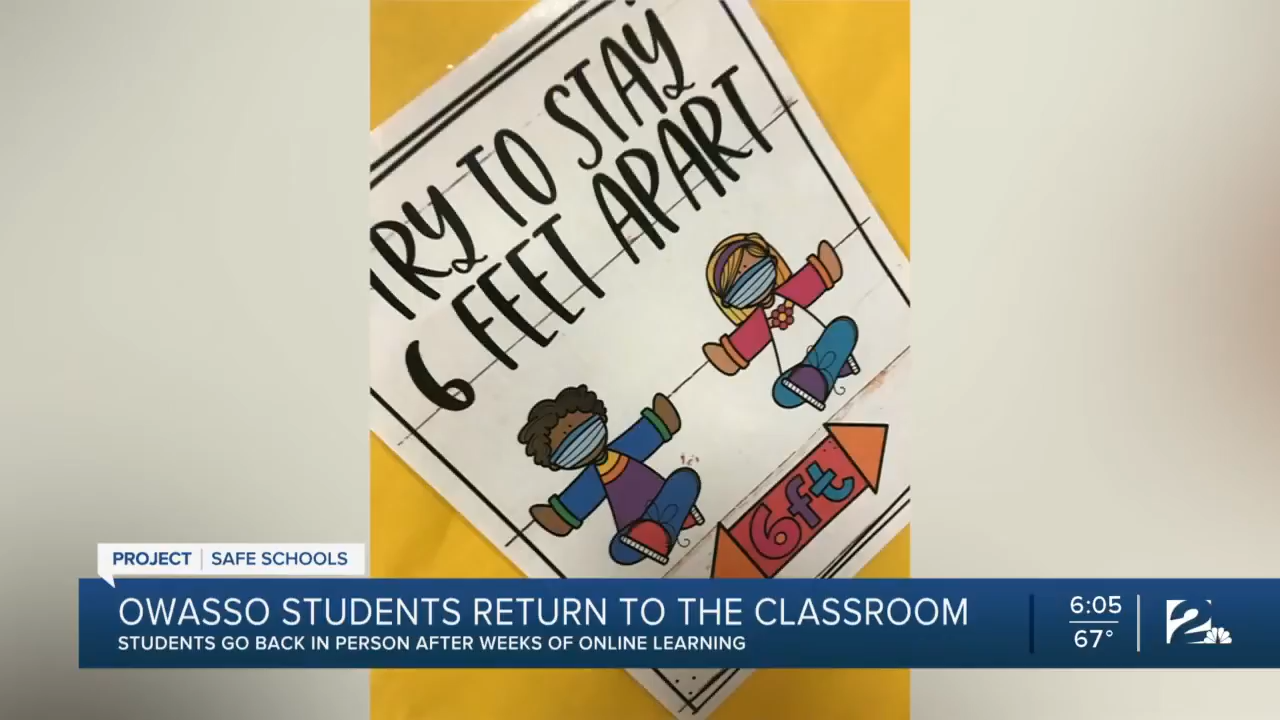 TRY TO STAY
6 FEET APART
6ft
PROJECT | SAFE SCHOOLS
OWASSO STUDENTS RETURN TO THE CLASSROOM
STUDENTS GO BACK IN PERSON AFTER WEEKS OF ONLINE LEARNING
6:05
67°
2